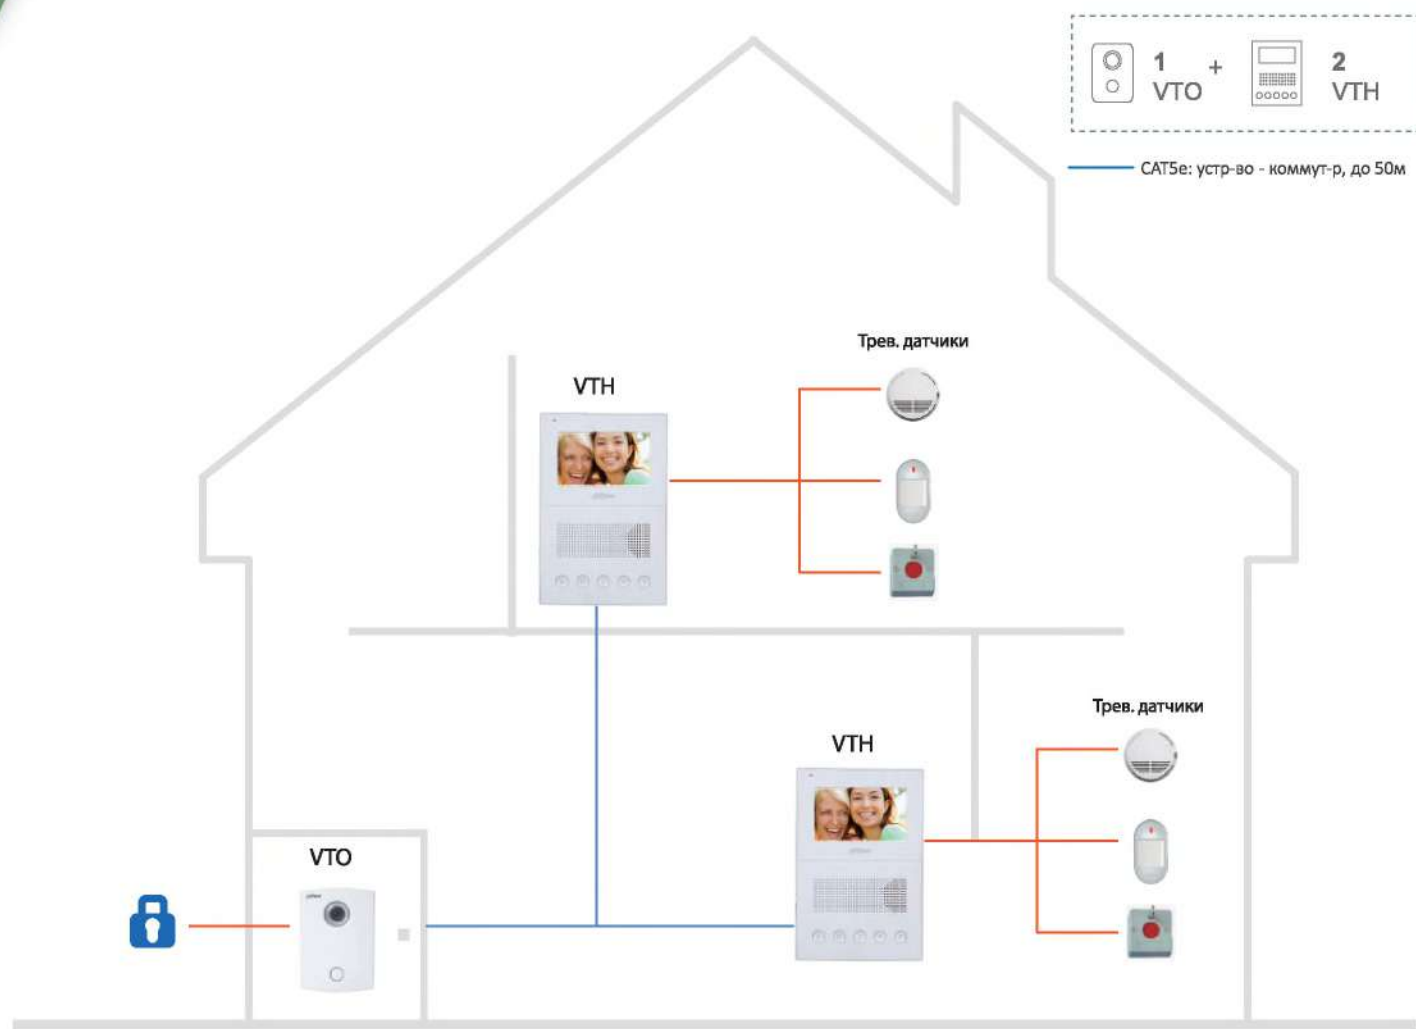 1
+
2
VTO
VTH
CAT5e: устр-во - коммут-р, до 50м
Трев. датчики
VTH
Трев. датчики
VTH
VTO